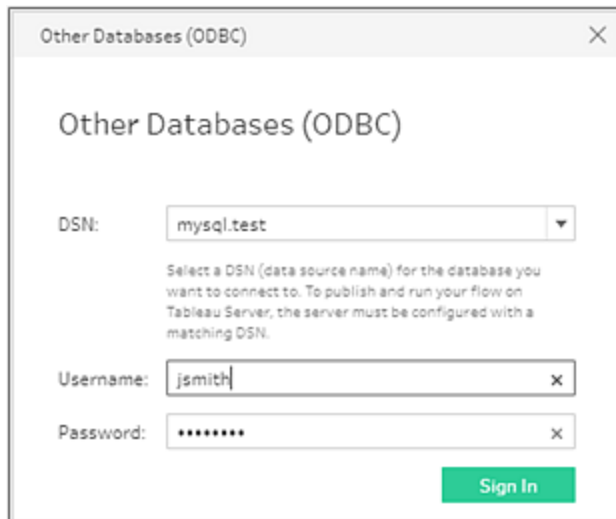 Other Databases (ODBC)
Other Databases (ODBC)
DSN: mysql.test
Select a DSN (data source name) for the database you
want to connect to. To publish and run your flow on
Tableau Server, the server must be configured with a
matching DSN.
Username: jsmith
Password: ••••••••
Sign In